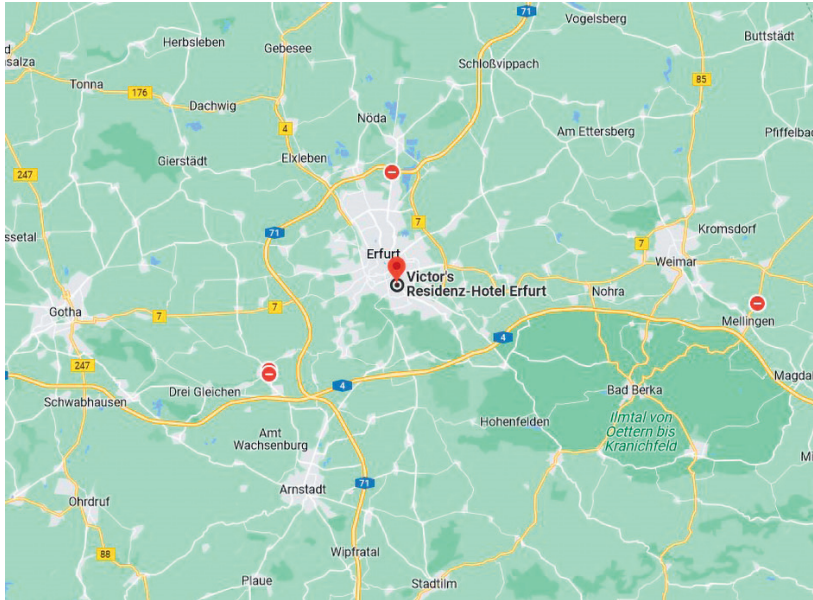 71
Vogelsberg
Buttstädt
Herbsleben
Gebesee
d
salza
Schloßvippach
Tonna
176
85
Dachwig
Nöda
4
Am Ettersberg
Pfiffelbac
Elxleben
Gierstädt
247
7
71
Kromsdorf
ssetal
7
Erfurt
Weimar
Victor's
Residenz-Hotel Erfurt
Nohra
7
7
Gotha
Mellingen
4
247
4
Magdal
Drei Gleichen
Bad Berka
Schwabhausen
Hohenfelden
Ilmtal von
Oettern bis
Kranichfeld
Amt
Wachsenburg
Mi
71
Arnstadt
Ohrdruf
88
Wipfratal
Plaue
Stadtilm